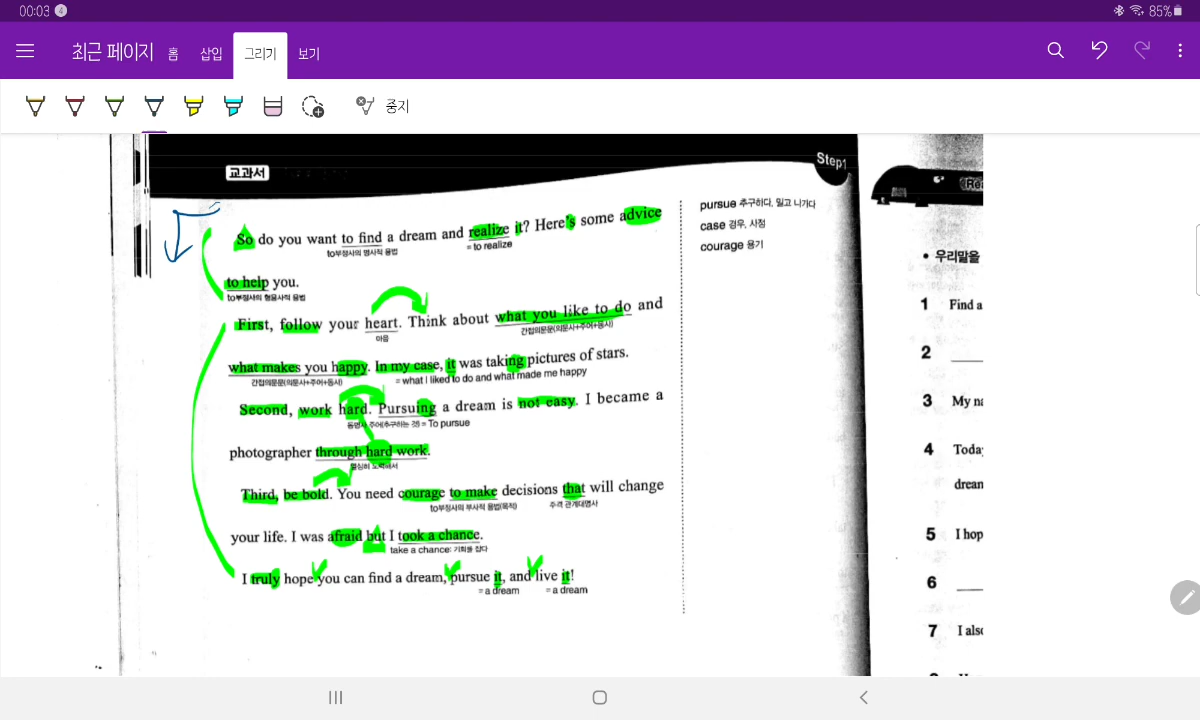 00:03 4 85%
최근 페이지 홈 삽입 그리기 보기
중지
교과서
Step1
So do you want to find a dream and realize it? Here's some advice
to부정사의 명사적 용법 = to realize
to help you.
to부정사의 형용사적 용법
First, follow your heart. Think about what you like to do and
마음 간접의문문(의문사+주어+동사)
what makes you happy. In my case, it was taking pictures of stars.
간접의문문(의문사+주어+동사) = what I liked to do and what made me happy
Second, work hard. Pursuing a dream is not easy. I became a
동명사 주어(추구하는 것) = To pursue
photographer through hard work.
열심히 노력해서
Third, be bold. You need courage to make decisions that will change
to부정사의 부사적 용법(목적) 주격 관계대명사
your life. I was afraid but I took a chance.
take a chance: 기회를 잡다
I truly hope you can find a dream, pursue it, and live it!
= a dream = a dream
pursue 추구하다, 밀고 나가다
case 경우, 사정
courage 용기
• 우리말을
1 Find a
2
3 My
4 Today
5 I hop
6
7 I also